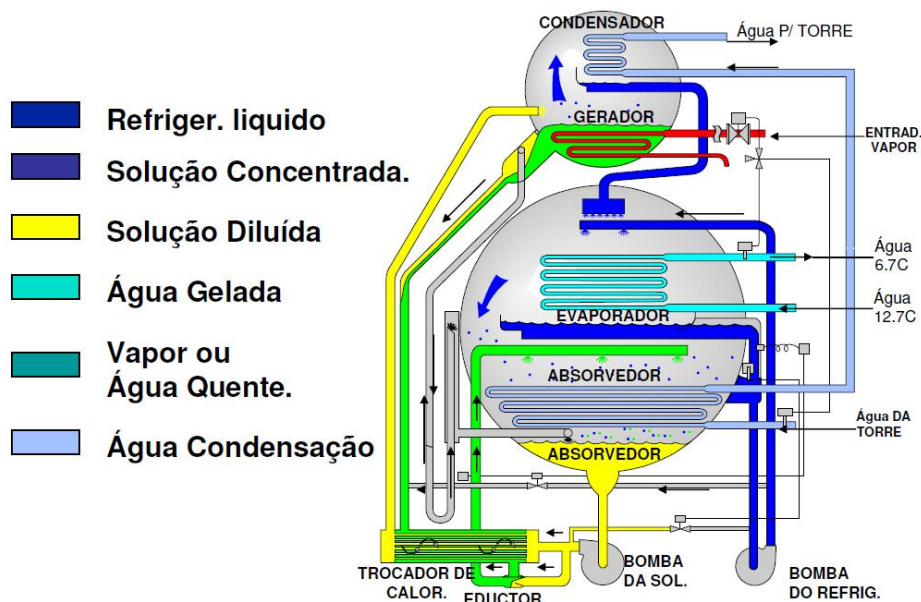 CONDENSADOR
Água P/ TORRE
Refriger. liquido
GERADOR
ENTRAD.
VAPOR
Solução Concentrada.
Solução Diluída
Água
6.7C
Água Gelada
EVAPORADOR
Água
12.7C
Vapor ou
Água Quente.
ABSORVEDOR
Água DA
TORRE
Água Condensação
ABSORVEDOR
TROCADOR DE
CALOR.
EDUCTOR
BOMBA
DA SOL.
BOMBA
DO REFRIG.